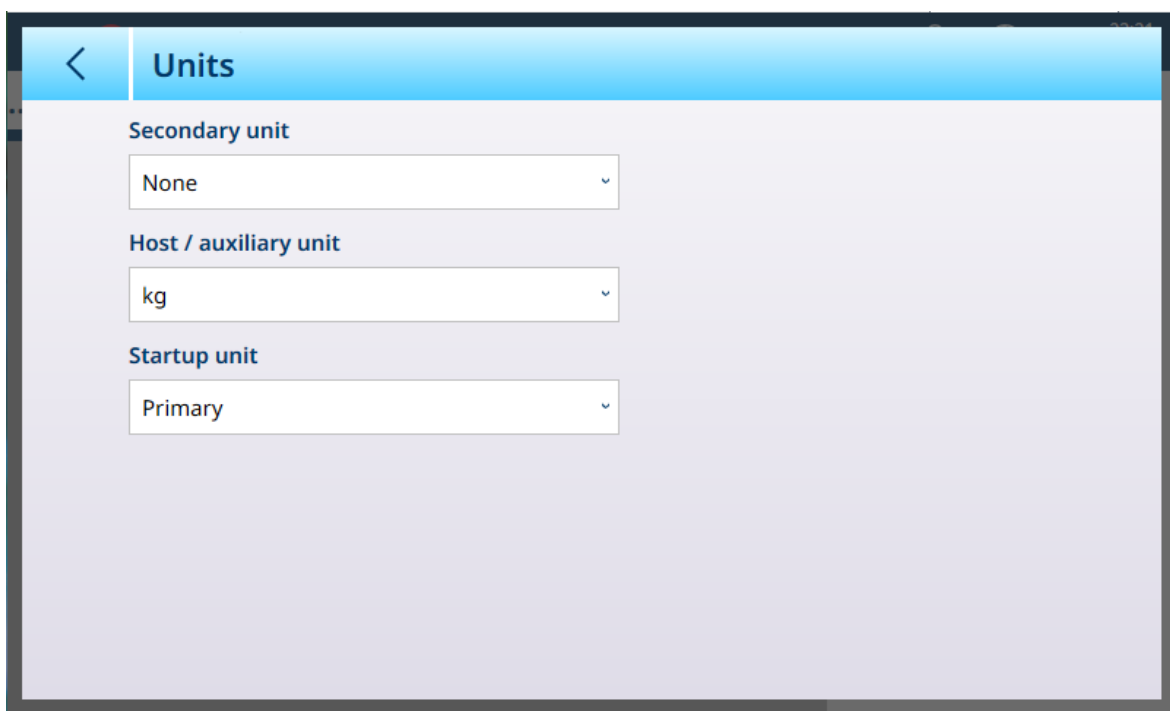 Units
Secondary unit
None
Host / auxiliary unit
kg
Startup unit
Primary